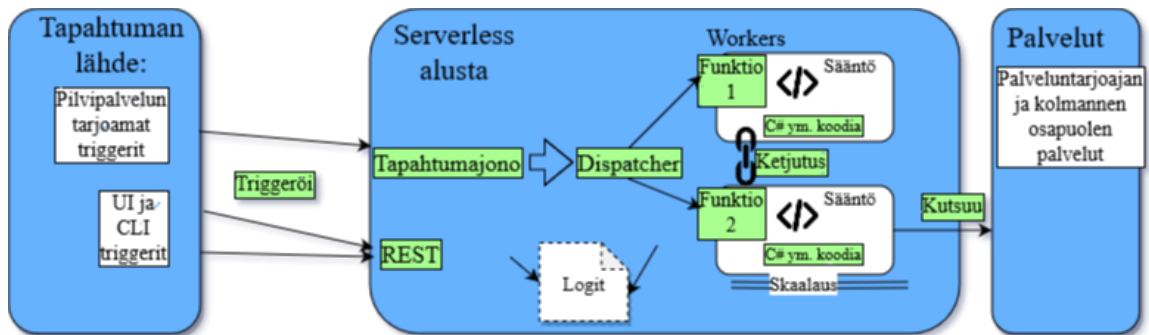 Tapahtuman
lähde:
Pilvipalvelun
tarjoamat
triggerit
UI ja
CLI
triggerit
Triggeröi
Serverless
alusta
Tapahtumajono
REST
Dispatcher
Logit
Workers
Funktio
1
</>
Sääntö
C# ym. koodia
Ketjutus
Funktio
2
</>
Sääntö
C# ym. koodia
Skaalaus
Kutsuu
Palvelut
Palveluntarjoajan
ja kolmannen
osapuolen
palvelut